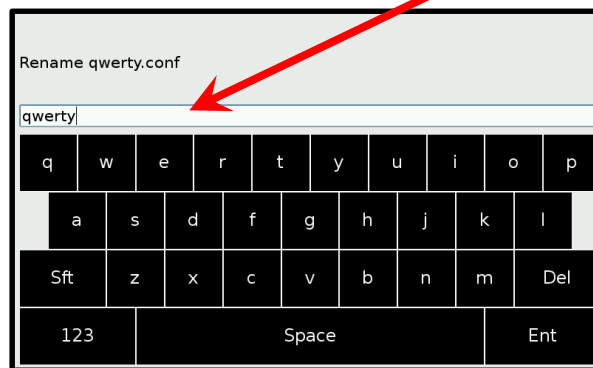 Rename qwerty.conf
qwerty
q w e r t y u i o p
a s d f g h j k l
Sft z x c v b n m Del
123 Space Ent